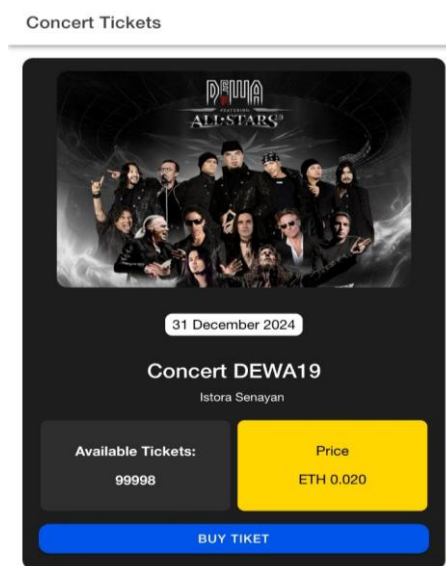 Concert Tickets
DEWA
FEATURING
ALL★STARS
31 December 2024
Concert DEWA19
Istora Senayan
Available Tickets:
99998
Price
ETH 0.020
BUY TIKET